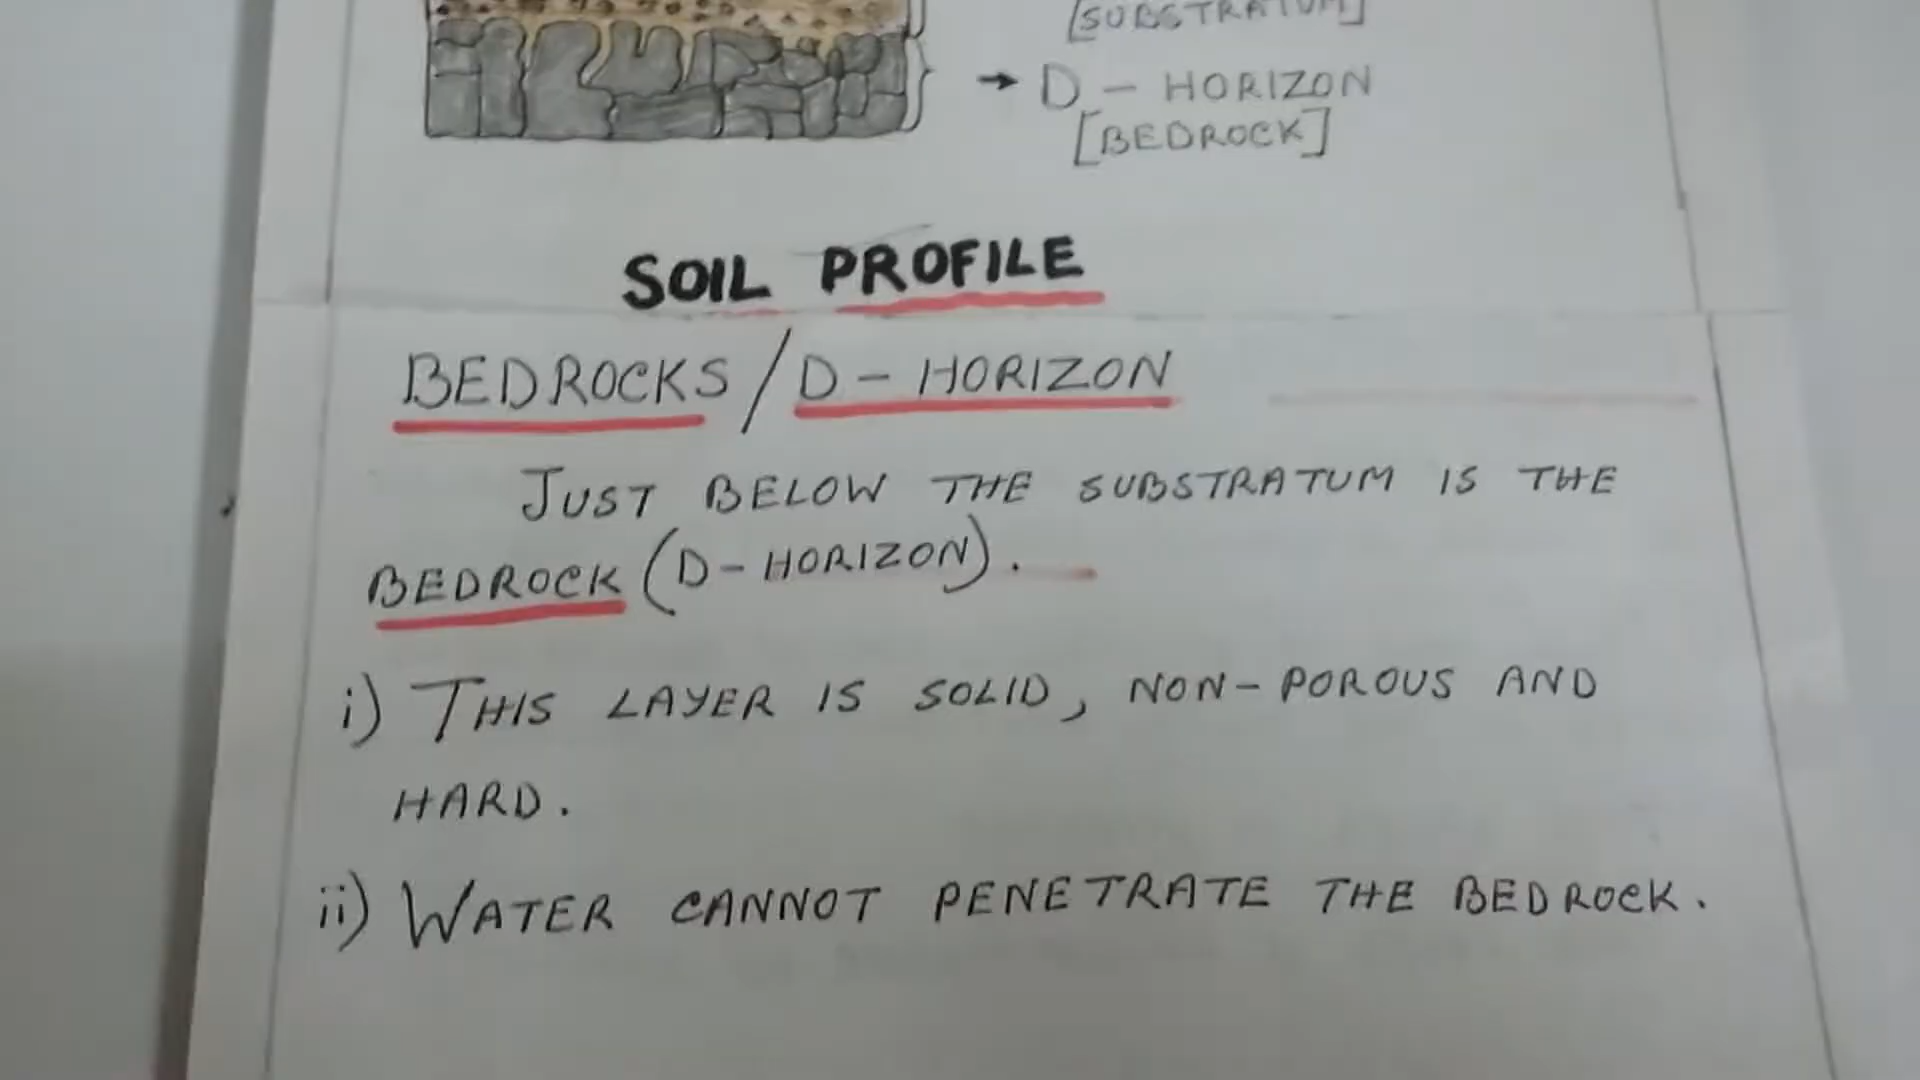 [SUBSTRATUM]
→ D - HORIZON
[BEDROCK]
SOIL PROFILE
BEDROCKS / D - HORIZON
JUST BELOW THE SUBSTRATUM IS THE
BEDROCK (D - HORIZON).
i) THIS LAYER IS SOLID, NON-POROUS AND
HARD.
ii) WATER CANNOT PENETRATE THE BEDROCK.